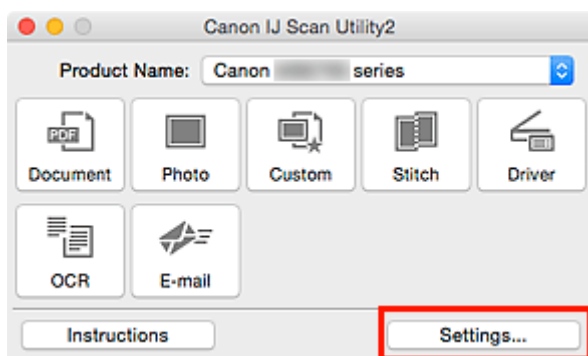 Canon IJ Scan Utility2
Product Name: Canon series
PDF
Document Photo Custom Stitch Driver
OCR E-mail
Instructions Settings...